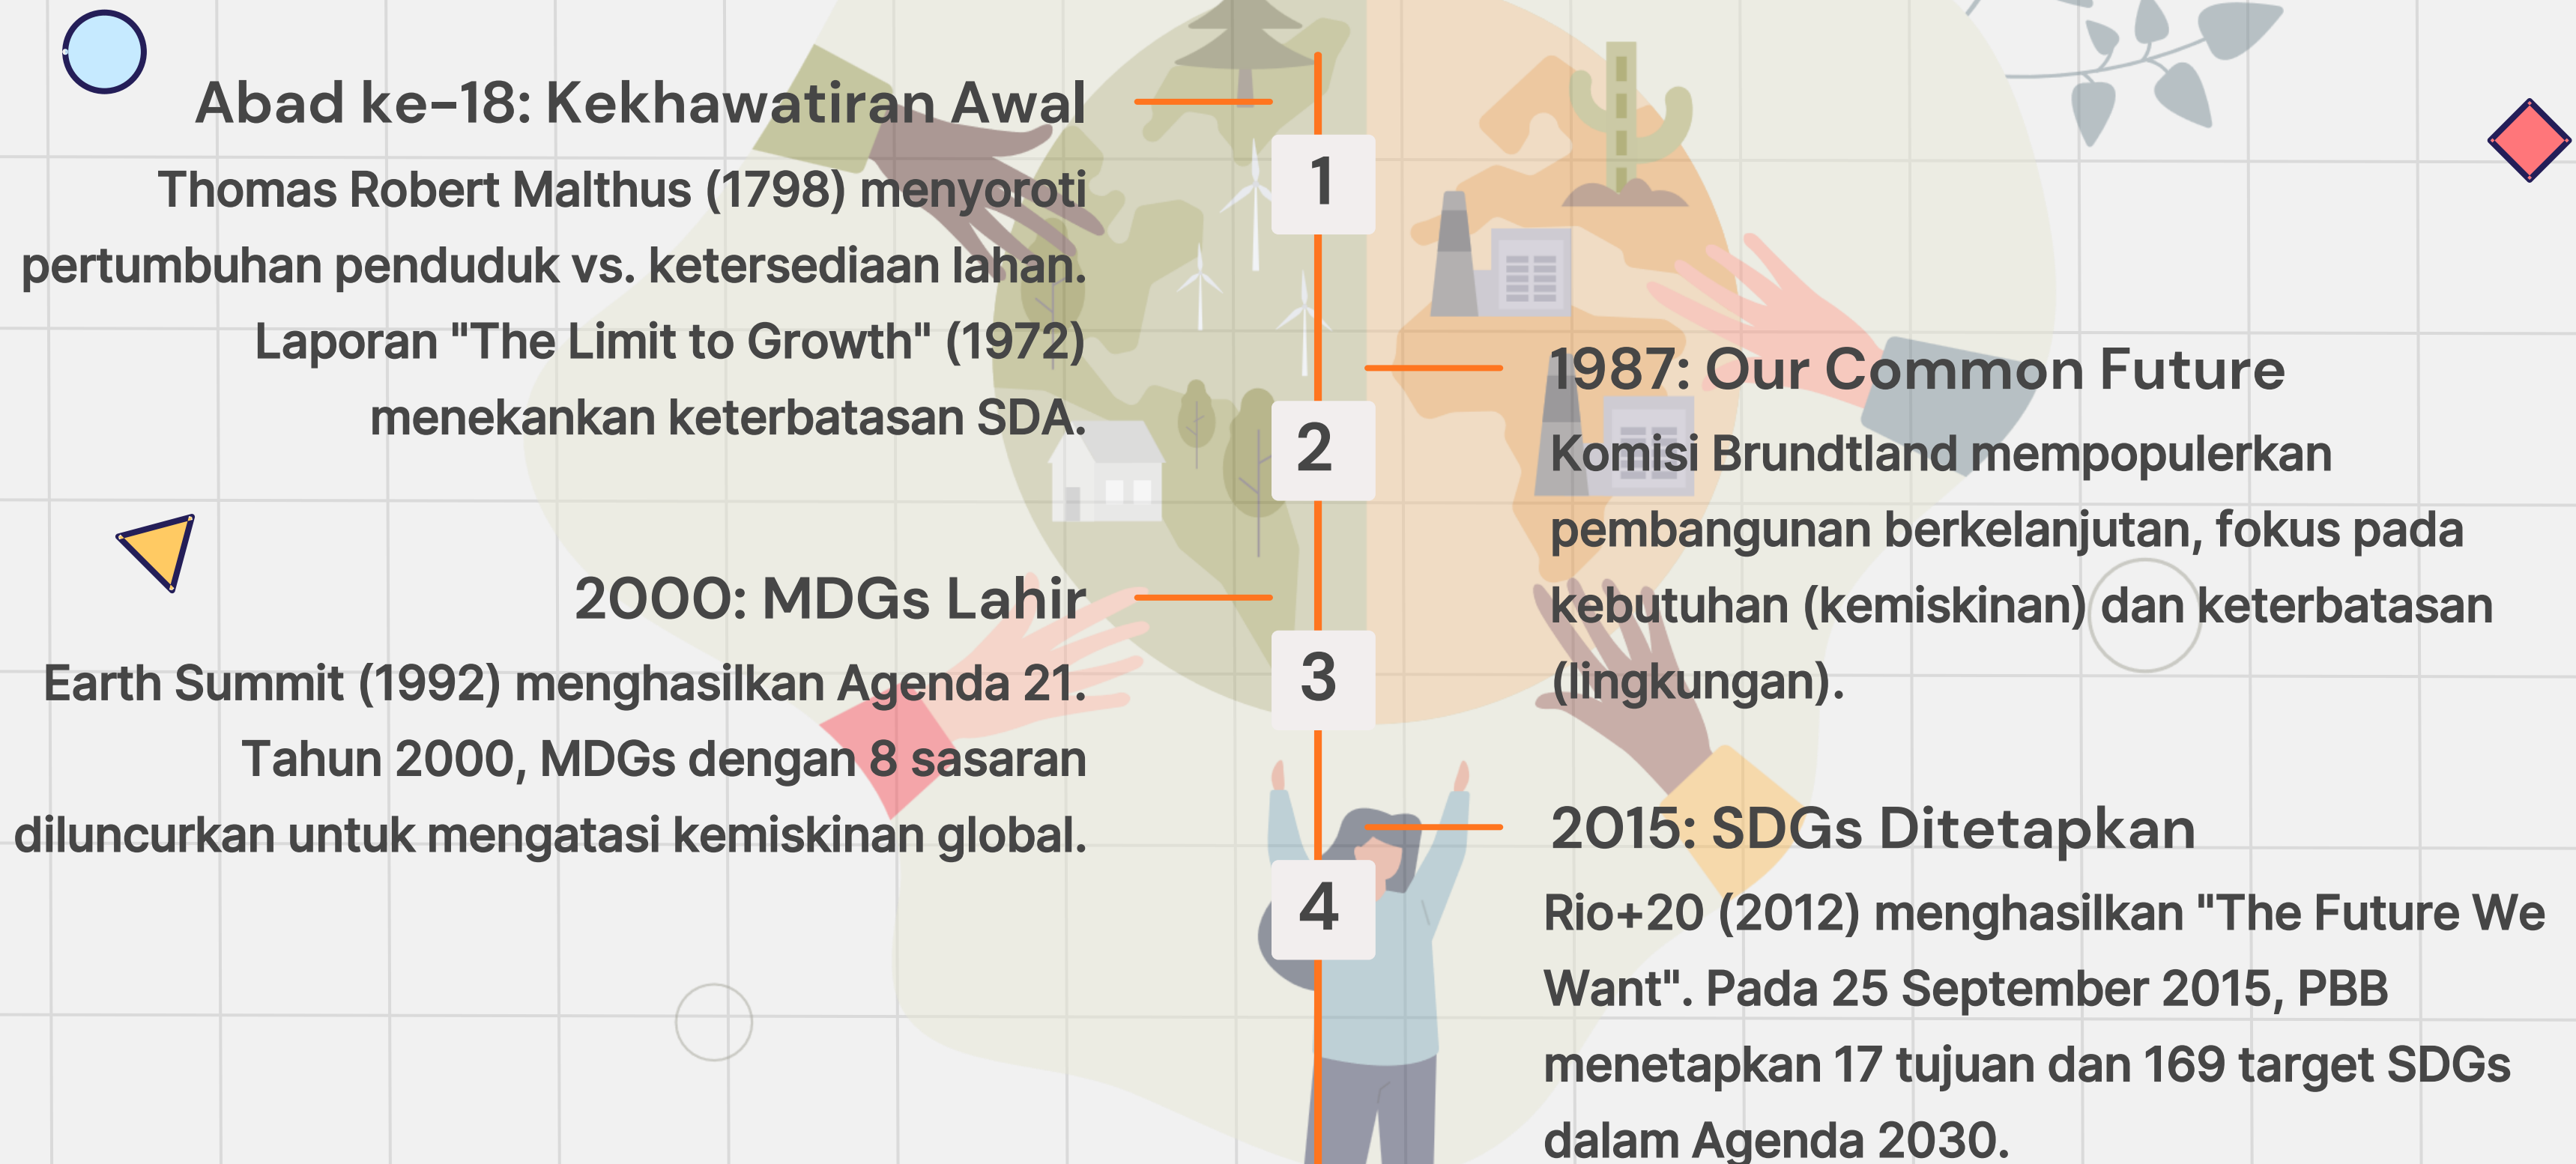 Abad ke-18: Kekhawatiran Awal
Thomas Robert Malthus (1798) menyoroti
pertumbuhan penduduk vs. ketersediaan lahan.
Laporan "The Limit to Growth" (1972)
menekankan keterbatasan SDA.
1
1987: Our Common Future
Komisi Brundtland mempopulerkan
pembangunan berkelanjutan, fokus pada
kebutuhan (kemiskinan) dan keterbatasan
(lingkungan).
2
2000: MDGs Lahir
Earth Summit (1992) menghasilkan Agenda 21.
Tahun 2000, MDGs dengan 8 sasaran
diluncurkan untuk mengatasi kemiskinan global.
3
2015: SDGs Ditetapkan
Rio+20 (2012) menghasilkan "The Future We
Want". Pada 25 September 2015, PBB
menetapkan 17 tujuan dan 169 target SDGs
dalam Agenda 2030.
4